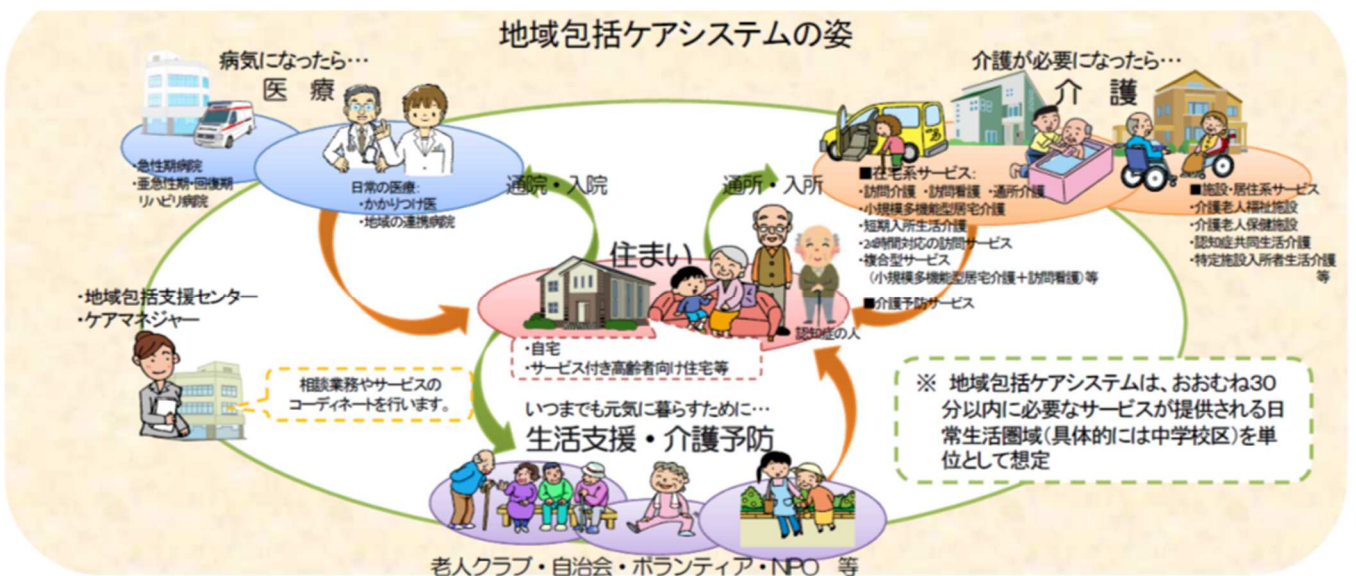 地域包括ケアシステムの姿
病気になったら…
医 療
・急性期病院
・亜急性期・回復期
リハビリ病院
日常の医療:
・かかりつけ医
・地域の連携病院
通院・入院
通所・入所
介護が必要になったら…
介 護
■在宅系サービス:
・訪問介護 ・訪問看護 ・通所介護
・小規模多機能型居宅介護
・短期入所生活介護
・24時間対応の訪問サービス
・複合型サービス
(小規模多機能型居宅介護+訪問看護)等
■介護予防サービス
■施設・居住系サービス
・介護老人福祉施設
・介護老人保健施設
・認知症共同生活介護
・特定施設入所者生活介護
等
住まい
認知症の人
・自宅
・サービス付き高齢者向け住宅等
・地域包括支援センター
・ケアマネジャー
相談業務やサービスの
コーディネートを行います。
いつまでも元気に暮らすために…
生活支援・介護予防
老人クラブ・自治会・ボランティア・NPO 等
※ 地域包括ケアシステムは、おおむね30
分以内に必要なサービスが提供される日
常生活圏域(具体的には中学校区)を単
位として想定